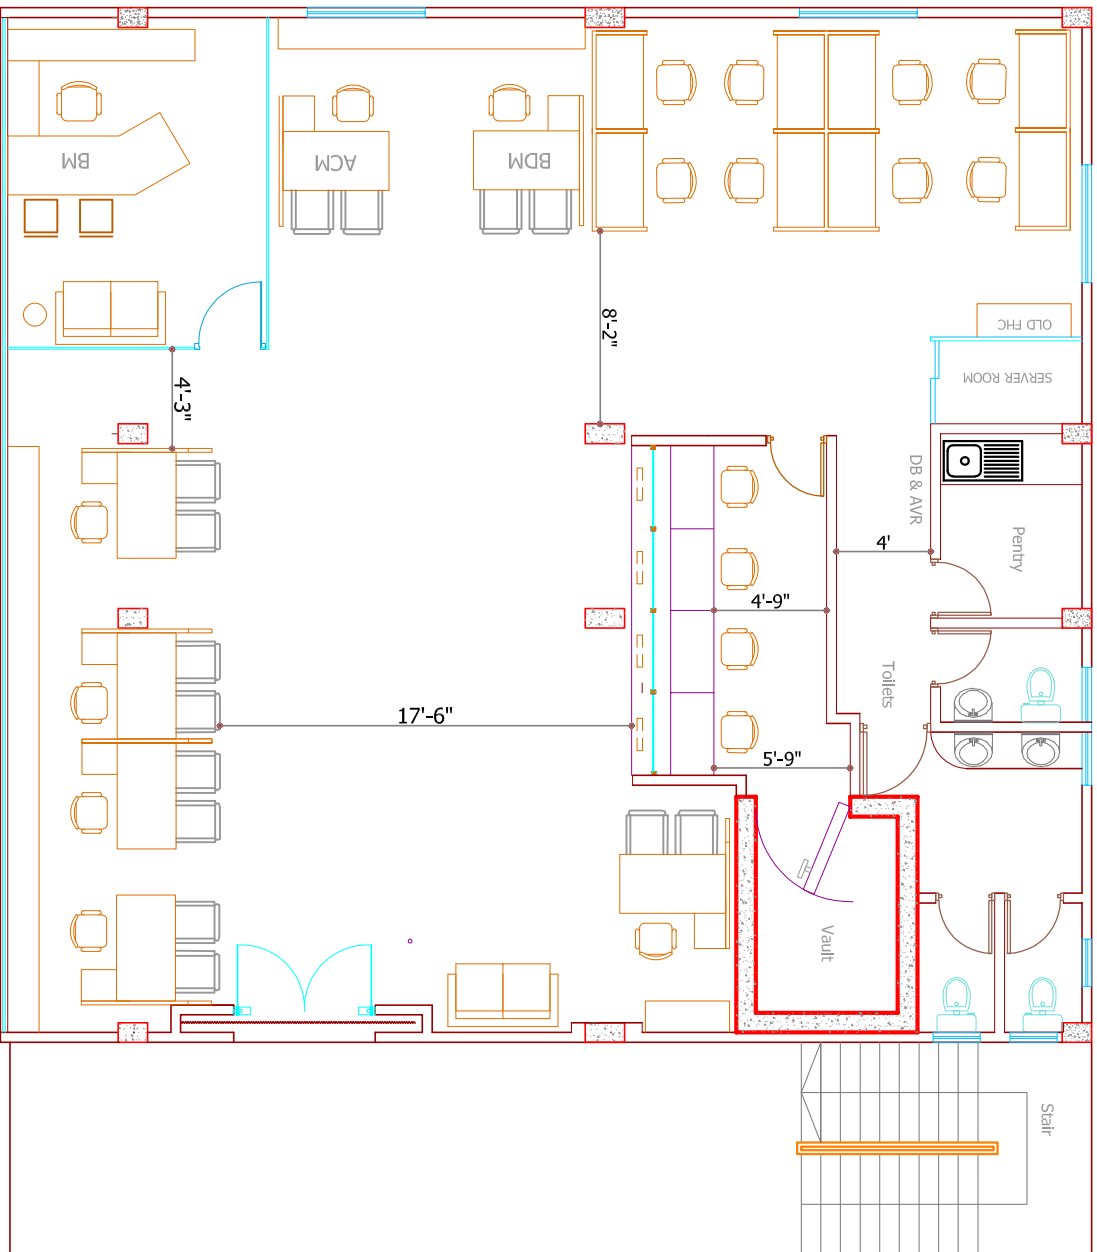 BM
ACM
BDM
8'-2"
OLD FHC
SERVER ROOM
4'-3"
DB & AVR
Pentry
4'
4'-9"
Toilets
17'-6"
5'-9"
Vault
Stair